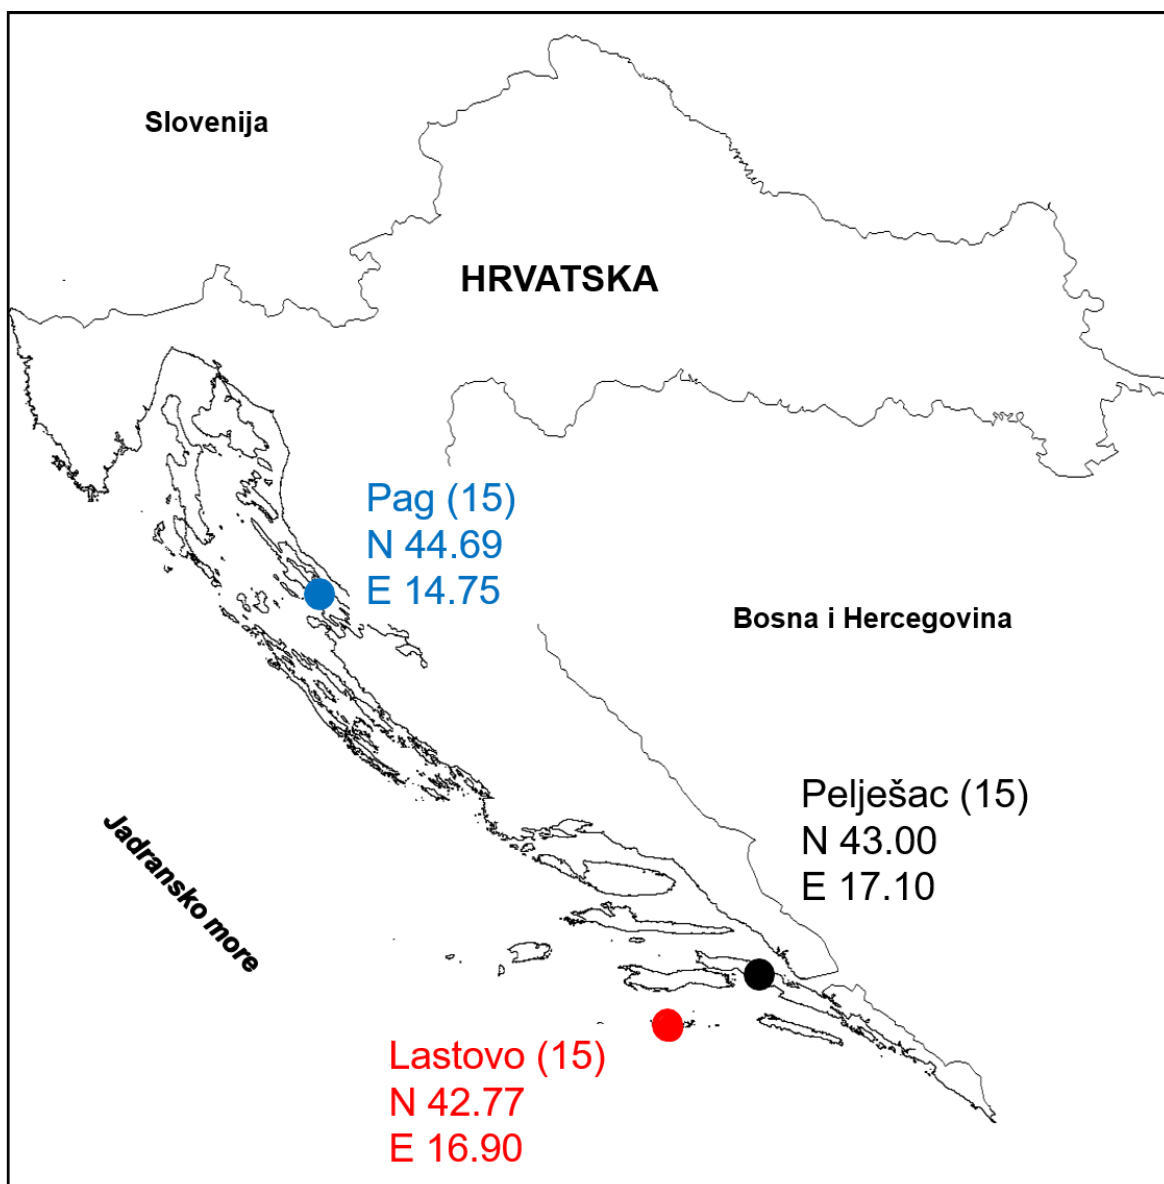 Slovenija
HRVATSKA
Pag (15)
N 44.69
E 14.75
Bosna i Hercegovina
Pelješac (15)
N 43.00
E 17.10
Jadransko more
Lastovo (15)
N 42.77
E 16.90